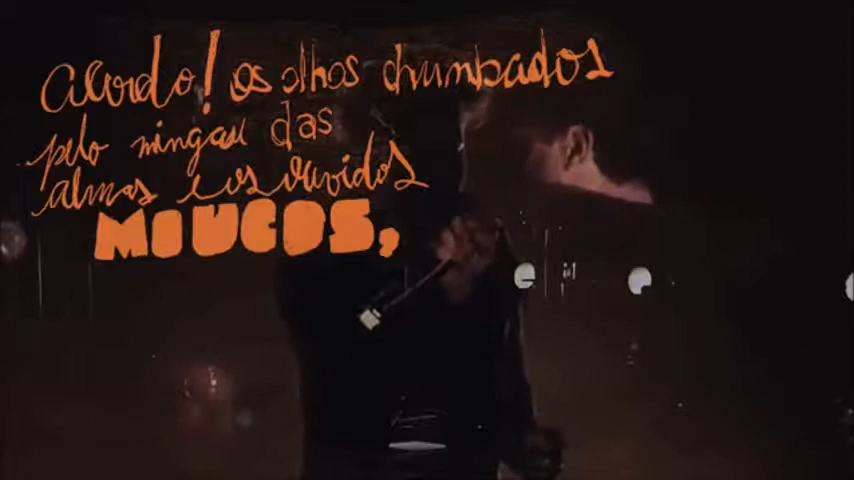 acordo! os olhos chumbados
pelo mingau das
almas e os ouvidos
MOUCOS,